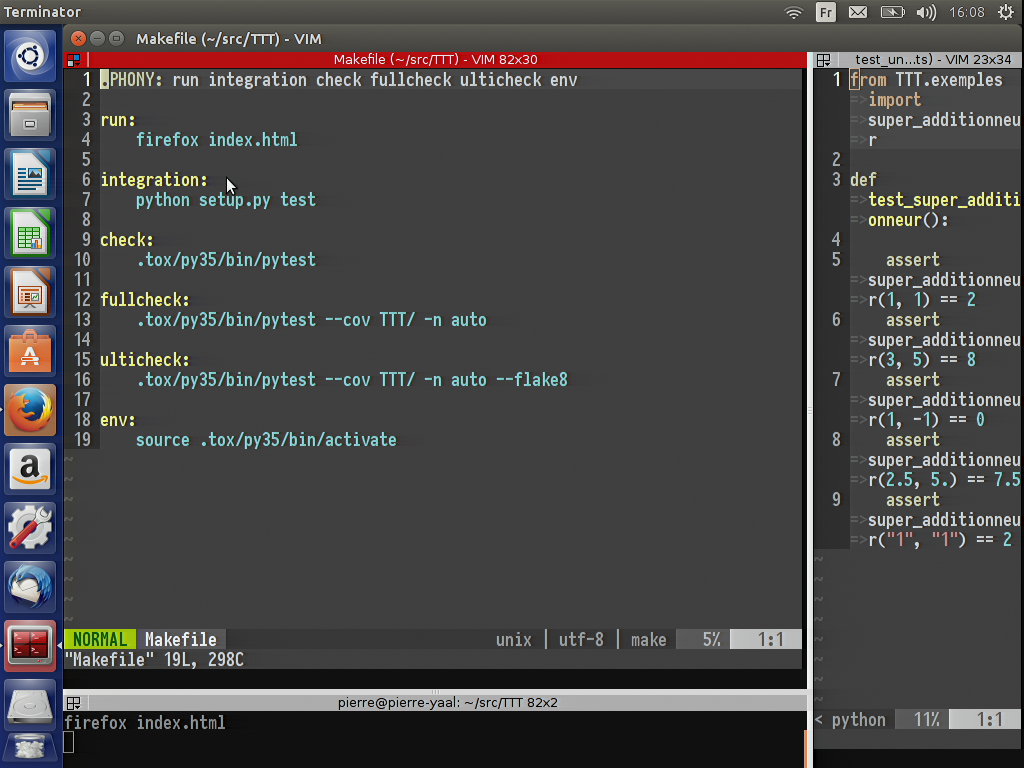 Terminator
Fr
16:08
Makefile (~/src/TTT) - VIM
Makefile (~/src/TTT) - VIM 82x30
1 .PHONY: run integration check fullcheck ulticheck env
2
3 run:
4 firefox index.html
5
6 integration:
7 python setup.py test
8
9 check:
10 .tox/py35/bin/pytest
11
12 fullcheck:
13 .tox/py35/bin/pytest --cov TTT/ -n auto
14
15 ulticheck:
16 .tox/py35/bin/pytest --cov TTT/ -n auto --flake8
17
18 env:
19 source .tox/py35/bin/activate
~
~
~
~
~
~
~
~
~
NORMAL Makefile unix | utf-8 | make 5% 1:1
"Makefile" 19L, 298C
pierre@pierre-yaal: ~/src/TTT 82x2
firefox index.html
test_un...ts) - VIM 23x34
1 from TTT.exemples
=>import
=>super_additionneu
=>r
2
3 def
=>test_super_additi
=>onneur():
4
5 assert
=>super_additionneu
=>r(1, 1) == 2
6 assert
=>super_additionneu
=>r(3, 5) == 8
7 assert
=>super_additionneu
=>r(1, -1) == 0
8 assert
=>super_additionneu
=>r(2.5, 5.) == 7.5
9 assert
=>super_additionneu
=>r("1", "1") == 2
~
~
~
~
~
~
~
~
< python 11% 1:1